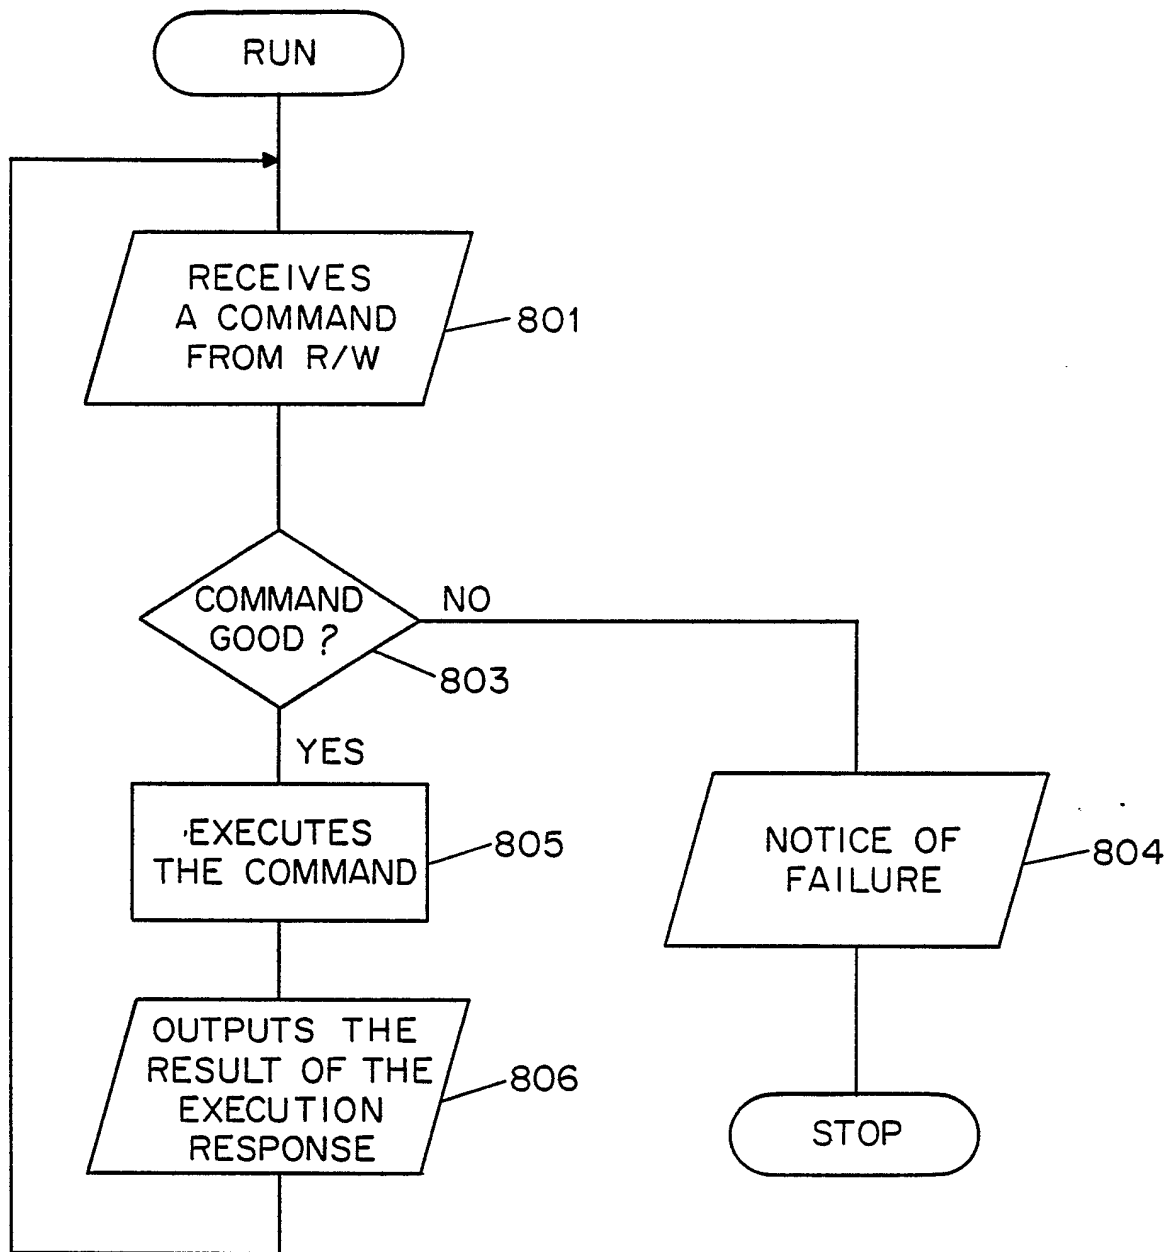 RUN
RECEIVES
A COMMAND
FROM R/W
801
COMMAND
GOOD ?
NO
803
YES
EXECUTES
THE COMMAND
805
NOTICE OF
FAILURE
804
OUTPUTS THE
RESULT OF THE
EXECUTION
RESPONSE
806
STOP